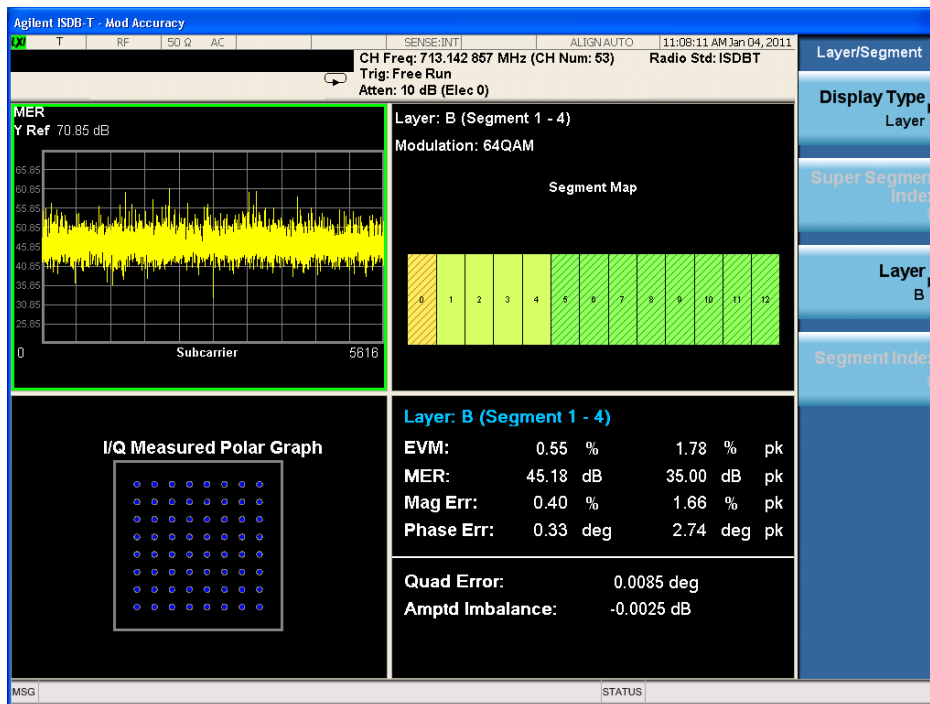 Agilent ISDB-T - Mod Accuracy
LXI T RF 50 Ω AC SENSE:INT ALIGN AUTO 11:08:11 AM Jan 04, 2011
CH Freq: 713.142 857 MHz (CH Num: 53) Radio Std: ISDBT
Trig: Free Run
Atten: 10 dB (Elec 0)
MER
Y Ref 70.85 dB
65.85
60.85
55.85
50.85
45.85
40.85
35.85
30.85
25.85
0 Subcarrier 5616
Layer: B (Segment 1 - 4)
Modulation: 64QAM
Segment Map
0 1 2 3 4 5 6 7 8 9 10 11 12
I/Q Measured Polar Graph
Layer: B (Segment 1 - 4)
EVM: 0.55 % 1.78 % pk
MER: 45.18 dB 35.00 dB pk
Mag Err: 0.40 % 1.66 % pk
Phase Err: 0.33 deg 2.74 deg pk
Quad Error: 0.0085 deg
Amptd Imbalance: -0.0025 dB
Layer/Segment
Display Type
Layer
Super Segmen
Inde
Layer
B
Segment Inde
MSG STATUS